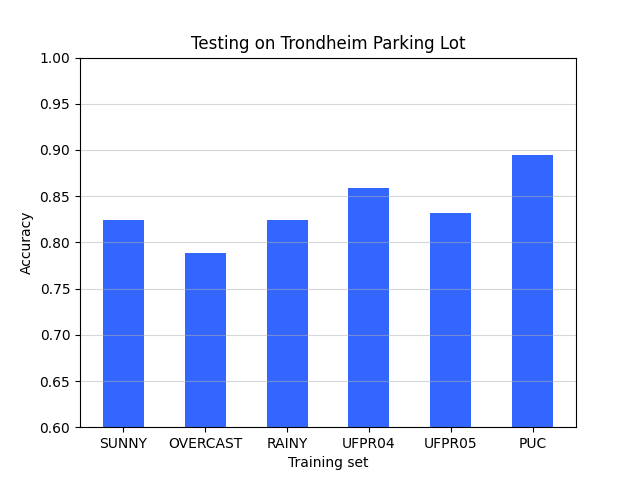 Testing on Trondheim Parking Lot
1.00
0.95
0.90
0.85
0.80
0.75
0.70
0.65
0.60
Accuracy
SUNNY OVERCAST RAINY UFPR04 UFPR05 PUC
Training set